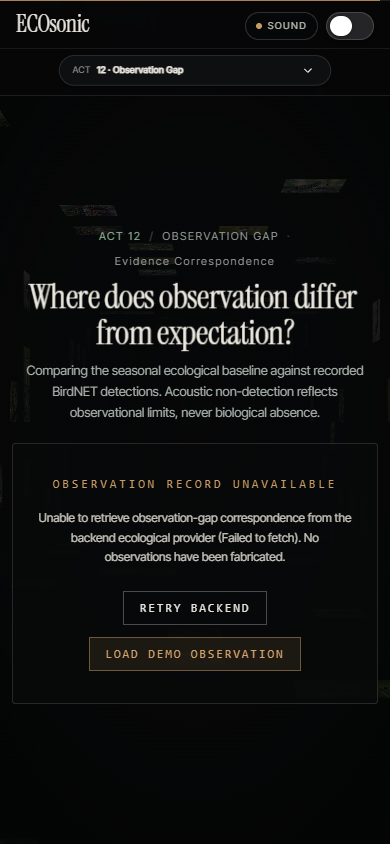 ECOsonic
SOUND
ACT 12 - Observation Gap
ACT 12 / OBSERVATION GAP ·
Evidence Correspondence
Where does observation differ
from expectation?
Comparing the seasonal ecological baseline against recorded
BirdNET detections. Acoustic non-detection reflects
observational limits, never biological absence.
OBSERVATION RECORD UNAVAILABLE
Unable to retrieve observation-gap correspondence from the
backend ecological provider (Failed to fetch). No
observations have been fabricated.
RETRY BACKEND
LOAD DEMO OBSERVATION